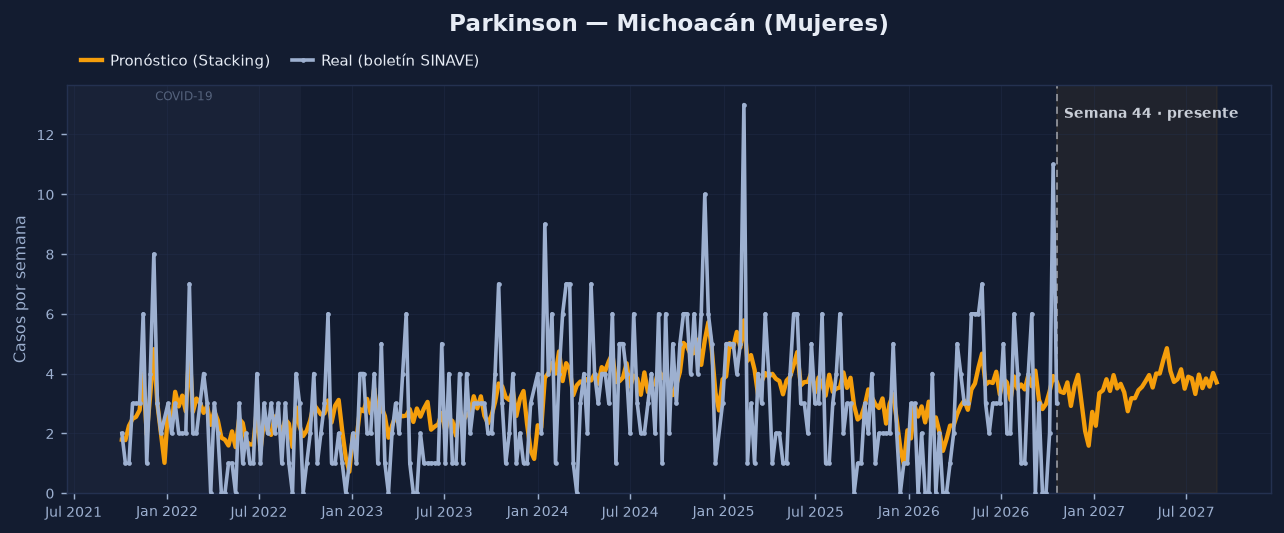 Parkinson — Michoacán (Mujeres)
Pronóstico (Stacking)
Real (boletín SINAVE)
COVID-19
Semana 44 · presente
Casos por semana
12
10
8
6
4
2
0
Jul 2021
Jan 2022
Jul 2022
Jan 2023
Jul 2023
Jan 2024
Jul 2024
Jan 2025
Jul 2025
Jan 2026
Jul 2026
Jan 2027
Jul 2027